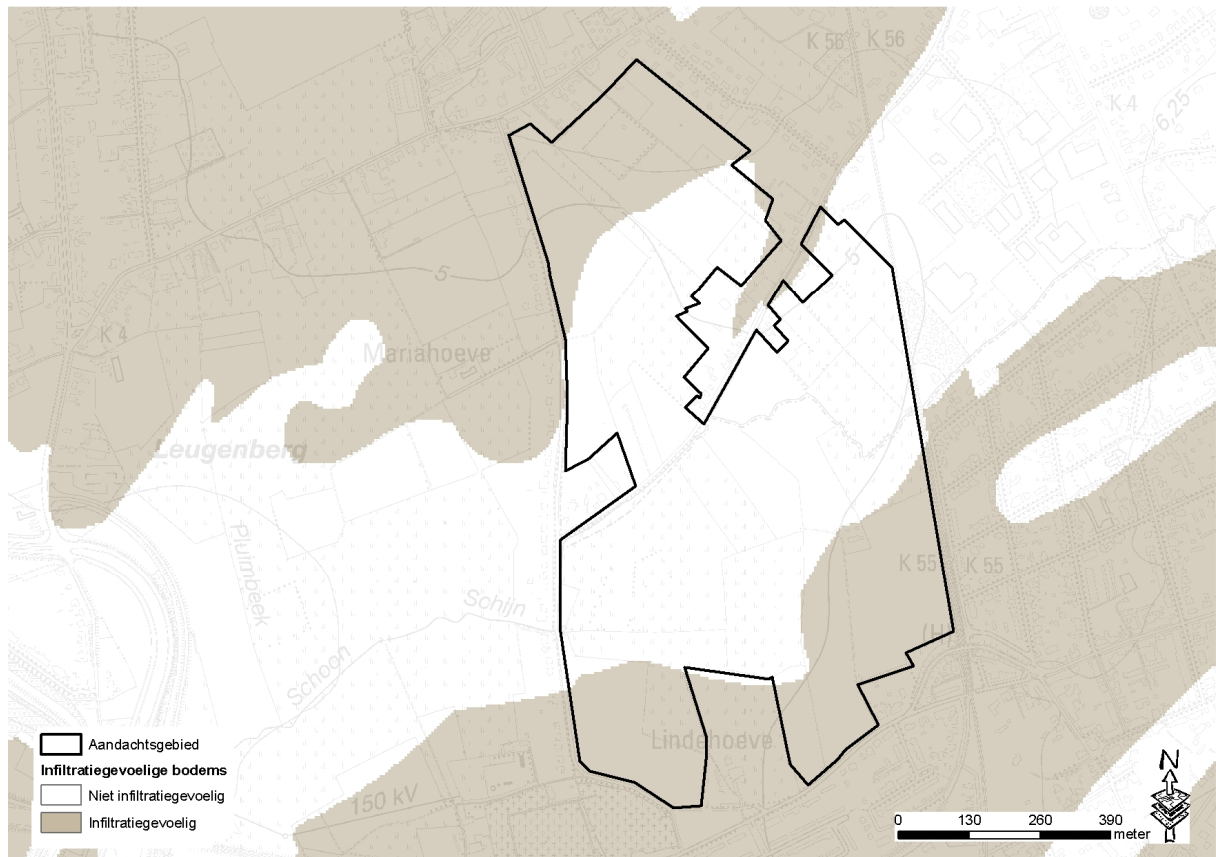 K 56 K 56
K 4
6,25
5
5
K 4
Mariahoeve
Leugenberg
Pluimbeek
K 55 K 55
Schijn
(H)
Schoon
Lindehoeve
150 kV
Aandachtsgebied
Infiltratiegevoelige bodems
Niet infiltratiegevoelig
Infiltratiegevoelig
N
0 130 260 390
meter